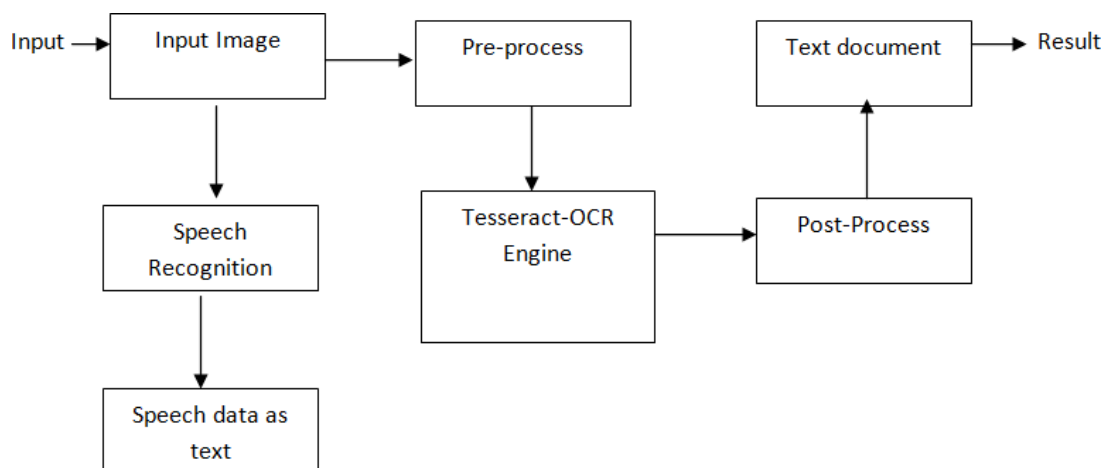 Input
Input Image
Pre-process
Text document
Result
Speech
Recognition
Tesseract-OCR
Engine
Post-Process
Speech data as
text